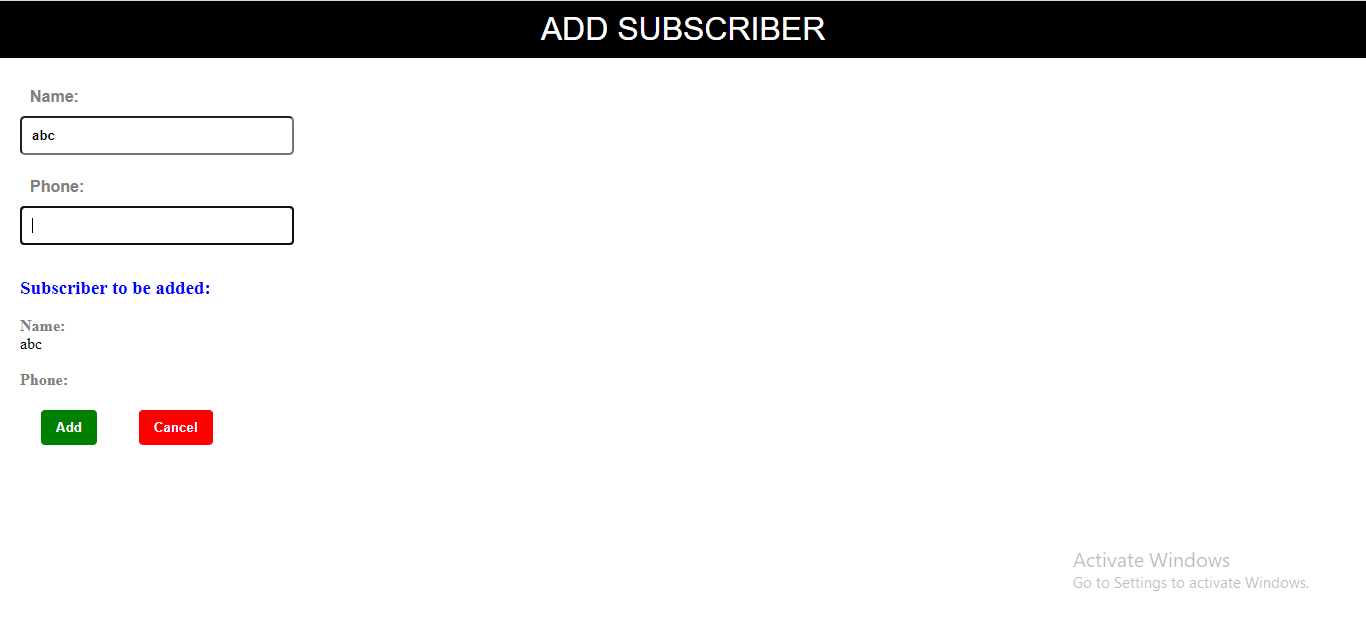 ADD SUBSCRIBER
Name:
abc
Phone:
Subscriber to be added:
Name:
abc
Phone:
Add Cancel
Activate Windows
Go to Settings to activate Windows.